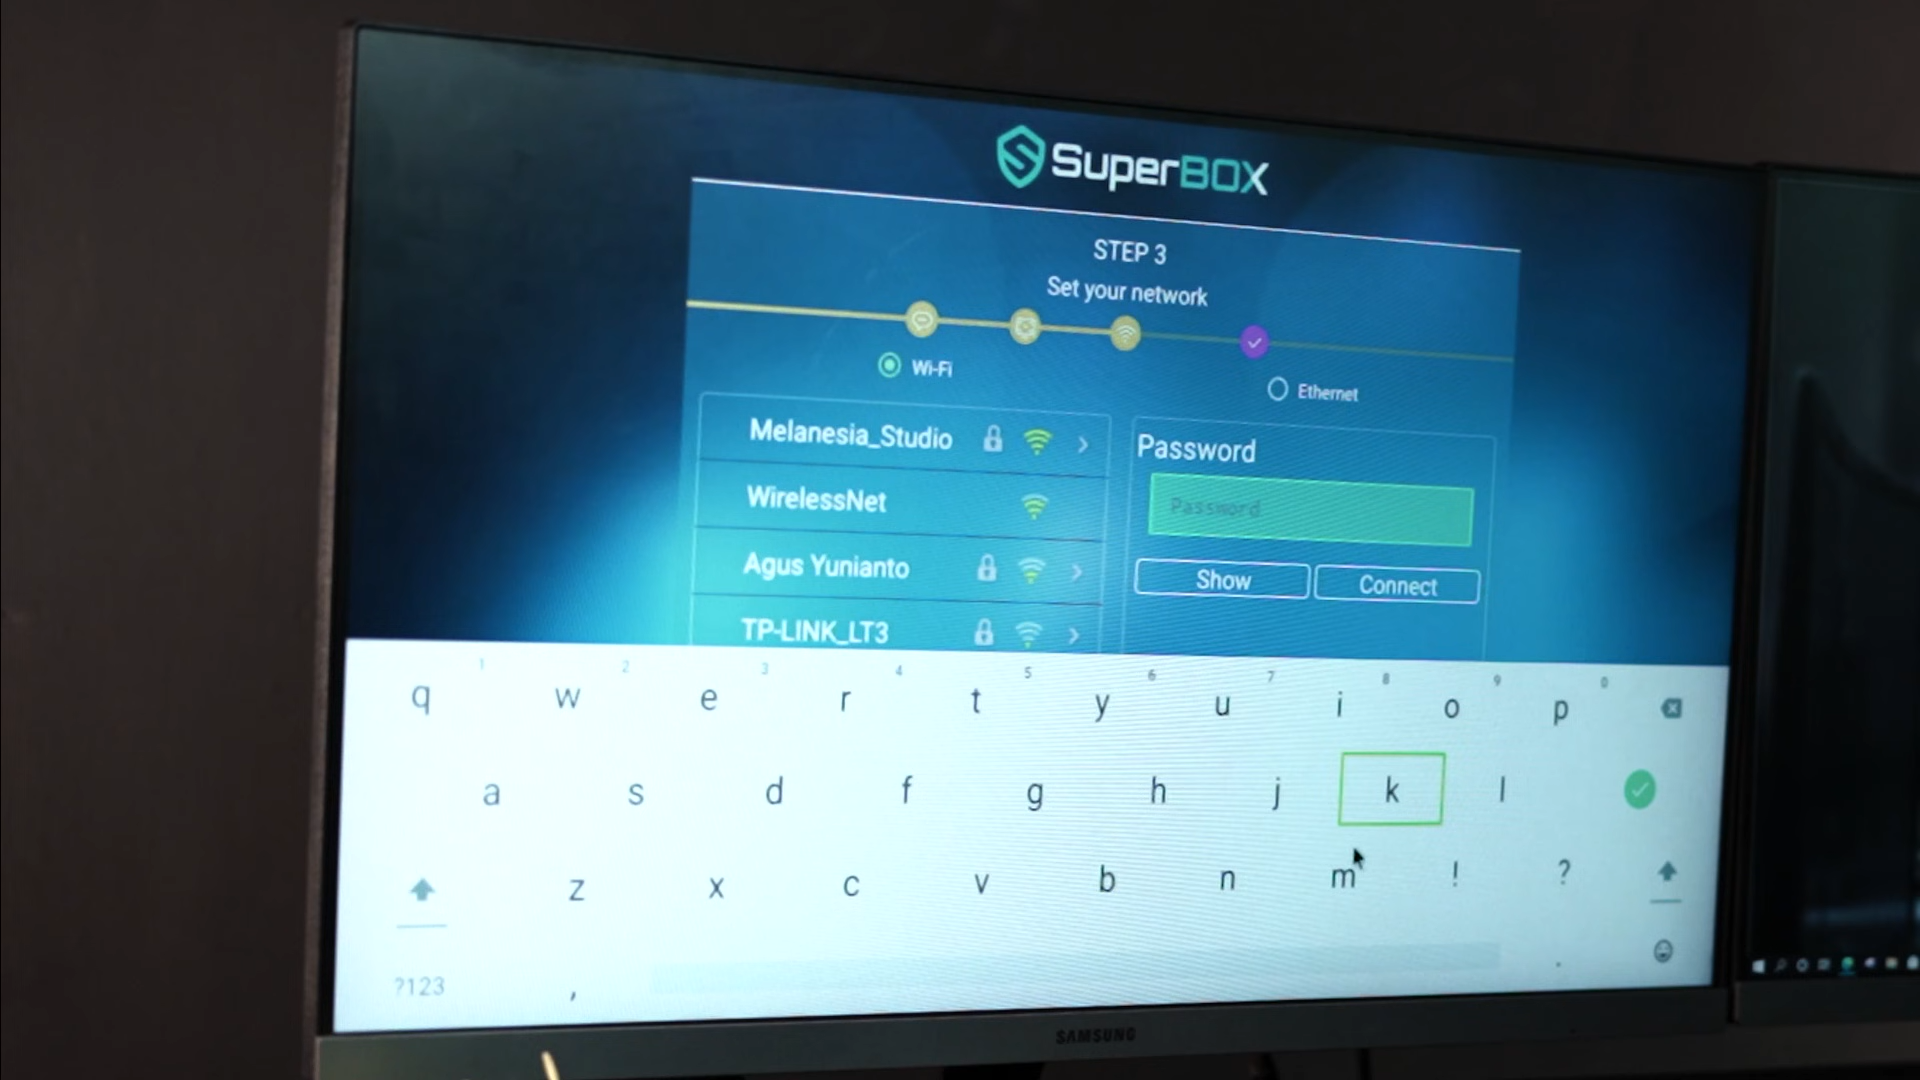 SuperBOX
STEP 3
Set your network
Wi-Fi
Ethernet
Melanesia_Studio
WirelessNet
Agus Yunianto
TP-LINK_LT3
Password
Password
Show
Connect
1 2 3 4 5 6 7 8 9 0
q w e r t y u i o p
a s d f g h j k l
z x c v b n m ! ?
?123 , .
SAMSUNG